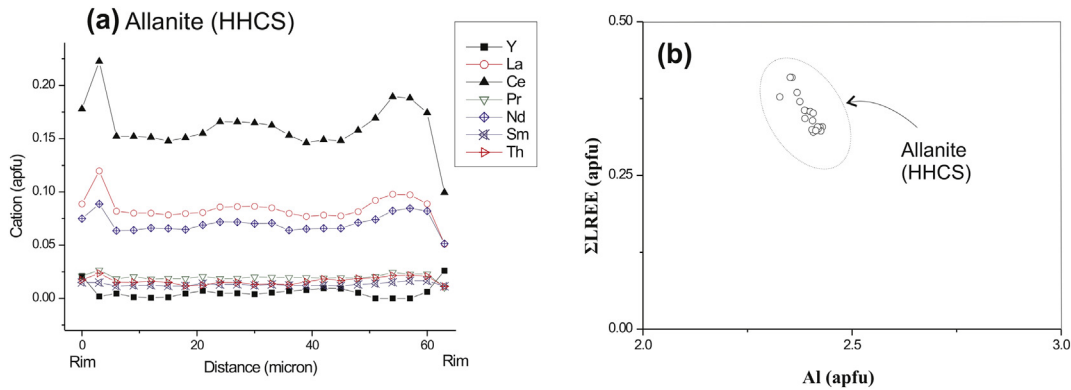 (a) Allanite (HHCS)
Y
La
Ce
Pr
Nd
Sm
Th
0.20
0.15
0.10
0.05
0.00
Cation (apfu)
0 20 40 60
Rim Rim
Distance (micron)
(b)
0.50
0.25
0.00
ΣLREE (apfu)
Allanite
(HHCS)
2.0 2.5 3.0
Al (apfu)